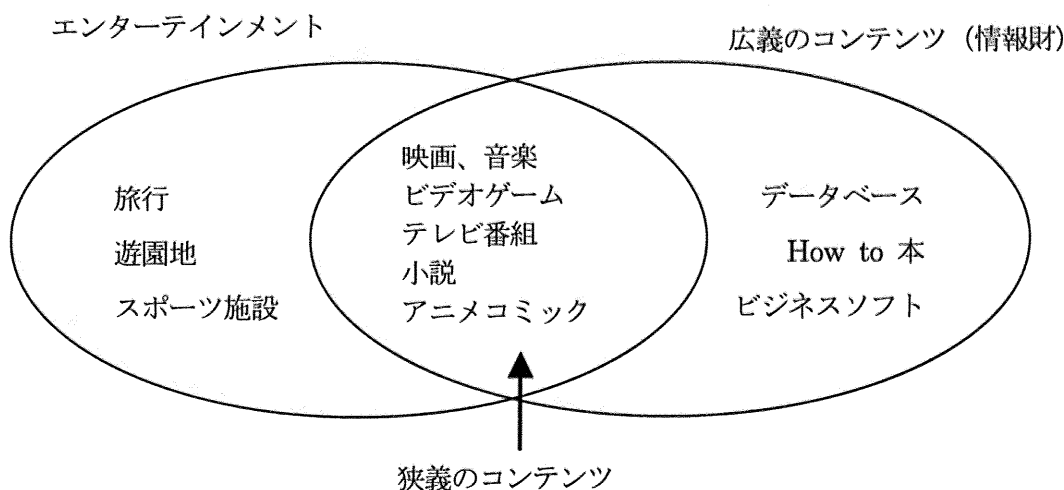 エンターテインメント
広義のコンテンツ（情報財）
旅行
遊園地
スポーツ施設
映画、音楽
ビデオゲーム
テレビ番組
小説
アニメコミック
データベース
How to 本
ビジネスソフト
狭義のコンテンツ